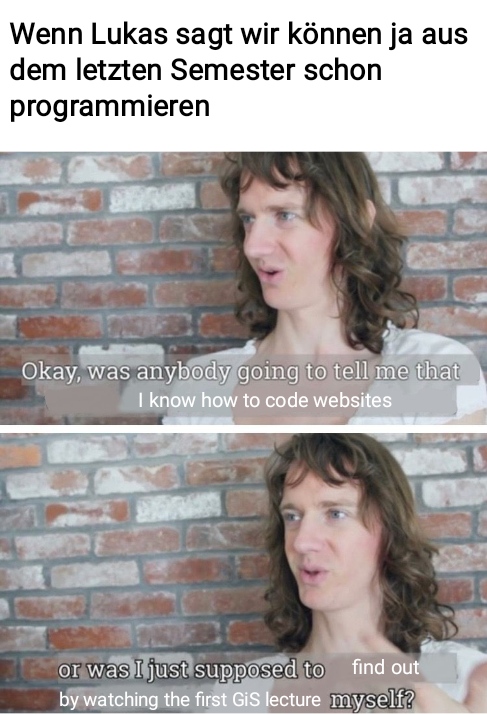 Wenn Lukas sagt wir können ja aus
dem letzten Semester schon
programmieren
Okay, was anybody going to tell me that
I know how to code websites
or was I just supposed to find out
by watching the first GiS lecture myself?